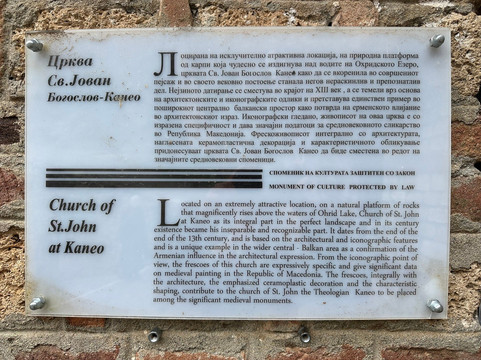 Црква
Св.Јован
Богослов-Канео
Лоцирана на исклучително атрактивна локација, на природна платформа
од карпи која чудесно се издигнува над водите на Охридското Езеро,
црквата Св. Јован Богослов Канео како да е вкоренила во совршениот
пејсаж и во своето вековно постоење станала негов нераскинлив и препознатлив
дел. Нејзиното датирање се сместува во крајот на XIII век , а се темели врз основа
на архитектонските и иконографските одлики и претставува единствен пример во
поширокиот централно балкански простор како потврда на ерменското влијание
во архитектонскиот израз. Иконографски гледано, живописот на оваа црква е со
изразена специфичност и дава значајни податоци за средновековното сликарство
на Република Македонија. Фрескоживописот интегрално со архитектурата,
нагласената керамопластична декорација и карактеристичното обликување
придонесуваат црквата Св. Јован Богослов Канео да биде сместена во редот на
значајните средновековни споменици.
СПОМЕНИК НА КУЛТУРАТА ЗАШТИТЕН СО ЗАКОН
MONUMENT OF CULTURE PROTECTED BY LAW
Church of
St.John
at Kaneo
Located on an extremely attractive location, on a natural platform of rocks
that magnificently rises above the waters of Ohrid Lake, Church of St. John
at Kaneo as its integral part in the perfect landscape and in its century
existence became his inseparable and recognizable part. It dates from the end of the
end of the 13th century, and is based on the architectural and iconographic features
and is a unique example in the wider central - Balkan area as a confirmation of the
Armenian influence in the architectural expression. From the iconographic point of
view, the frescoes of this church are expressively specific and give significant data
on medieval painting in the Republic of Macedonia. The frescoes, integrally with
the architecture, the emphasized ceramoplastic decoration and the characteristic
shaping, contribute to the church of St. John the Theologian Kaneo to be placed
among the significant medieval monuments.